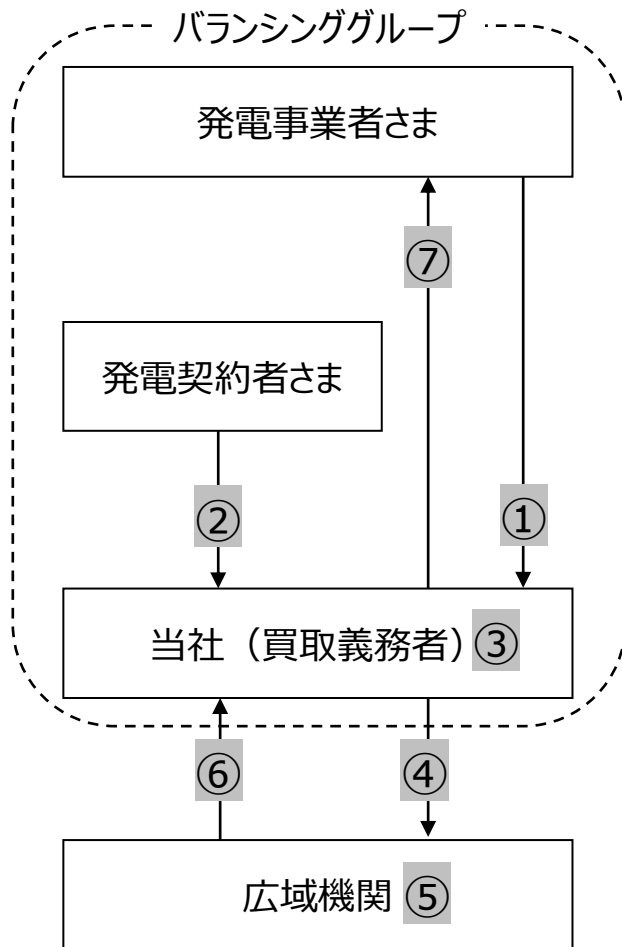 バランシンググループ
発電事業者さま
⑦
発電契約者さま
②
①
当社（買取義務者）③
⑥
④
広域機関 ⑤